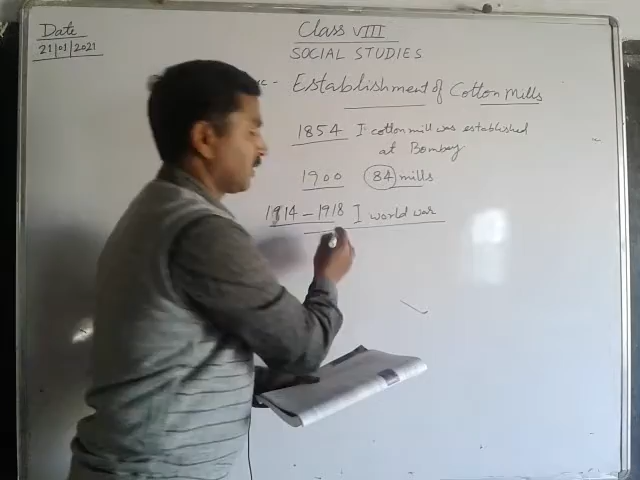 Date
21/01/2021
Class VIII
SOCIAL STUDIES
Establishment of Cotton Mills
1854 I cotton mill was established
at Bombay
1900 84 mills
1914 - 1918 I world war